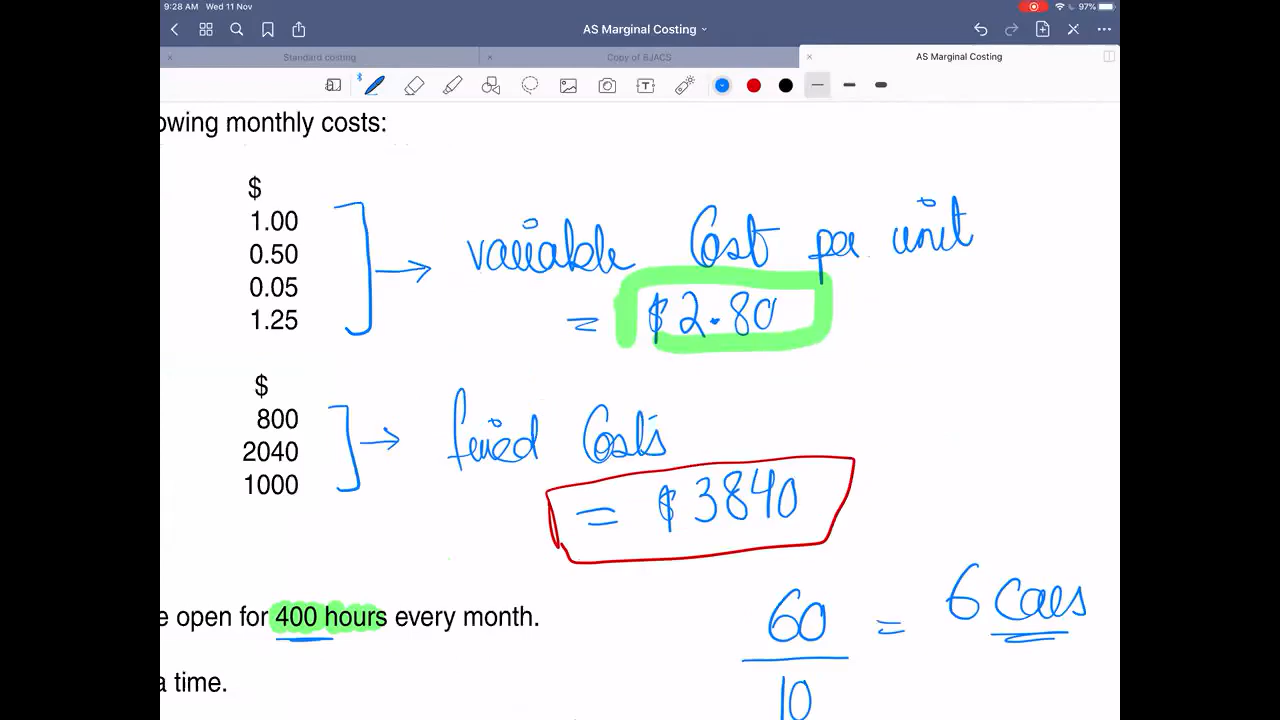 9:28 AM Wed 11 Nov
97%
AS Marginal Costing
Standard costing
Copy of 8JACS
AS Marginal Costing
owing monthly costs:
$
1.00
0.50
0.05
1.25
variable Cost per unit
= $2.80
$
800
2040
1000
fixed Costs
= $3840
e open for 400 hours every month.
60
10
= 6 cars
a time.